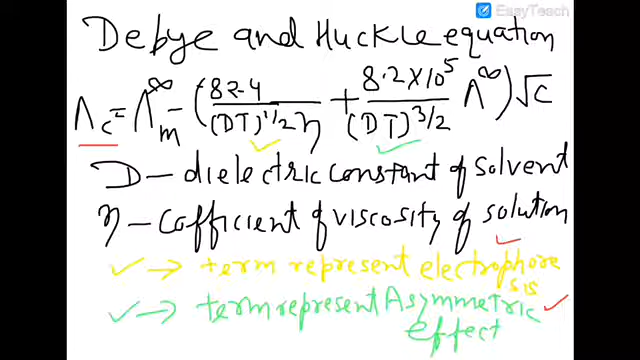 EasyTeach
Debye and Huckle equation
Λc = Λ∞m - (82.4/(DT)^1/2 η + 8.2×10^5/(DT)^3/2 Λ∞) √C
D - dielectric constant of solvent
η - cofficient of viscosity of solution
✓ → term represent electrophoresis
✓ → term represent Asymmetric ✓
effect